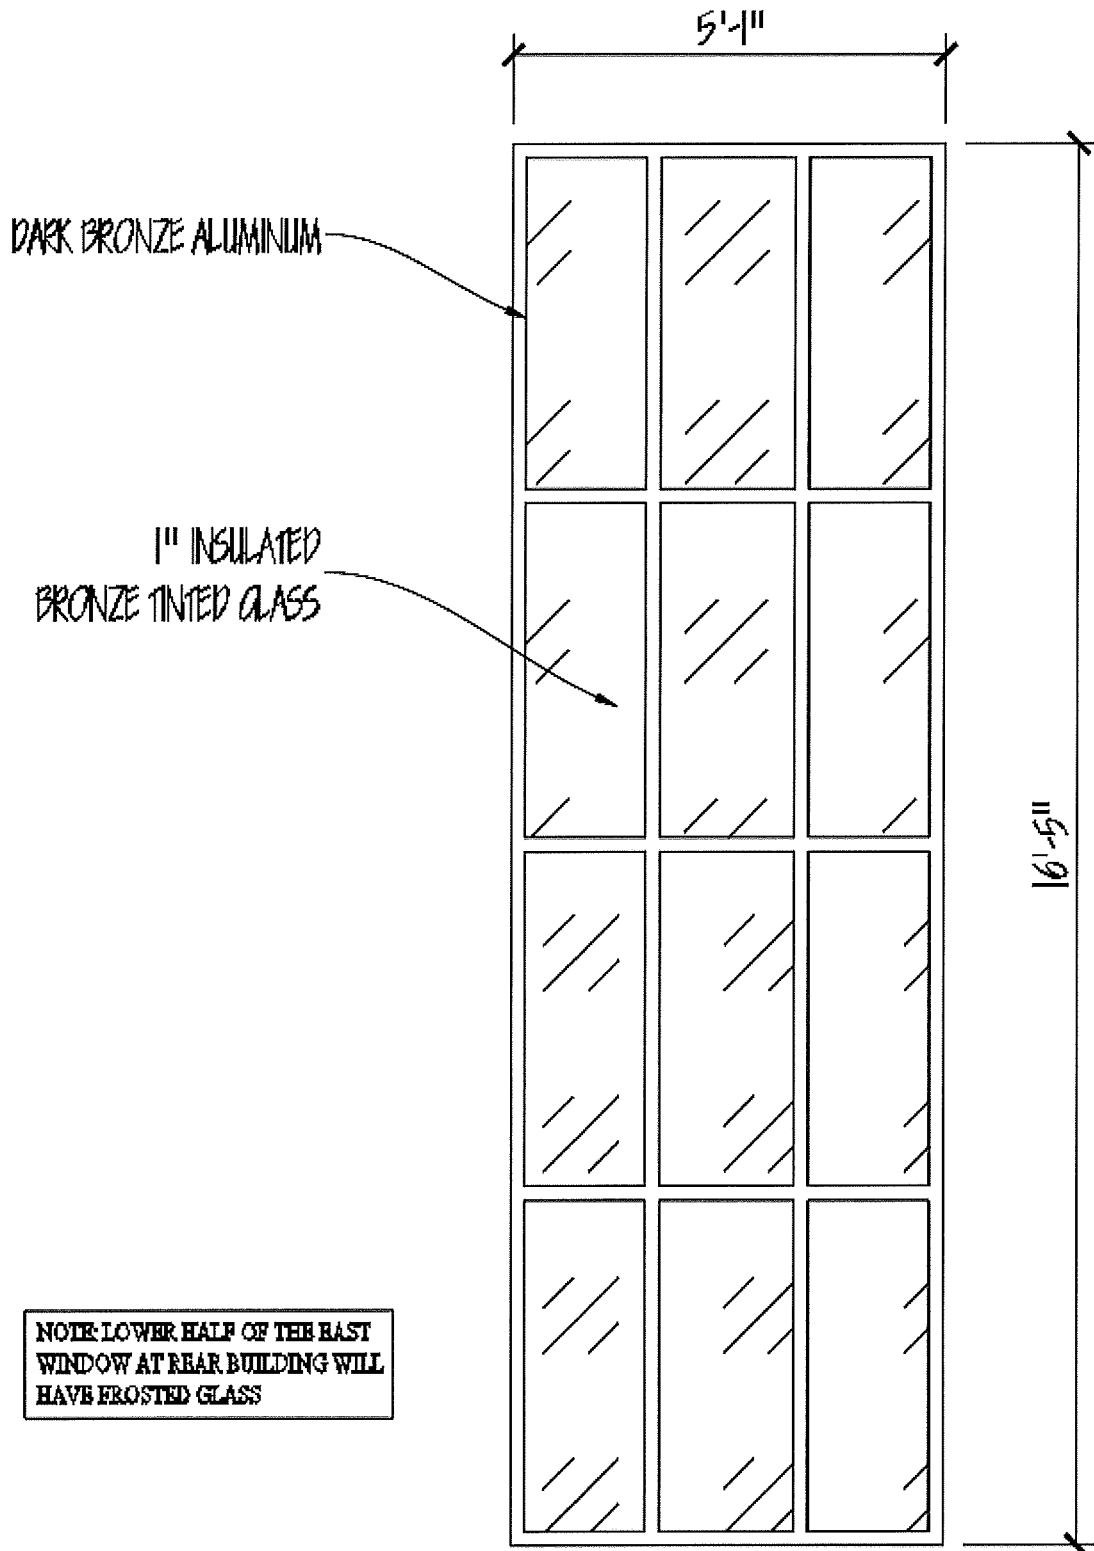 5'-1"
DARK BRONZE ALUMINUM
1" INSULATED
BRONZE TINTED GLASS
16'-5"
NOTE: LOWER HALF OF THE EAST
WINDOW AT REAR BUILDING WILL
HAVE FROSTED GLASS